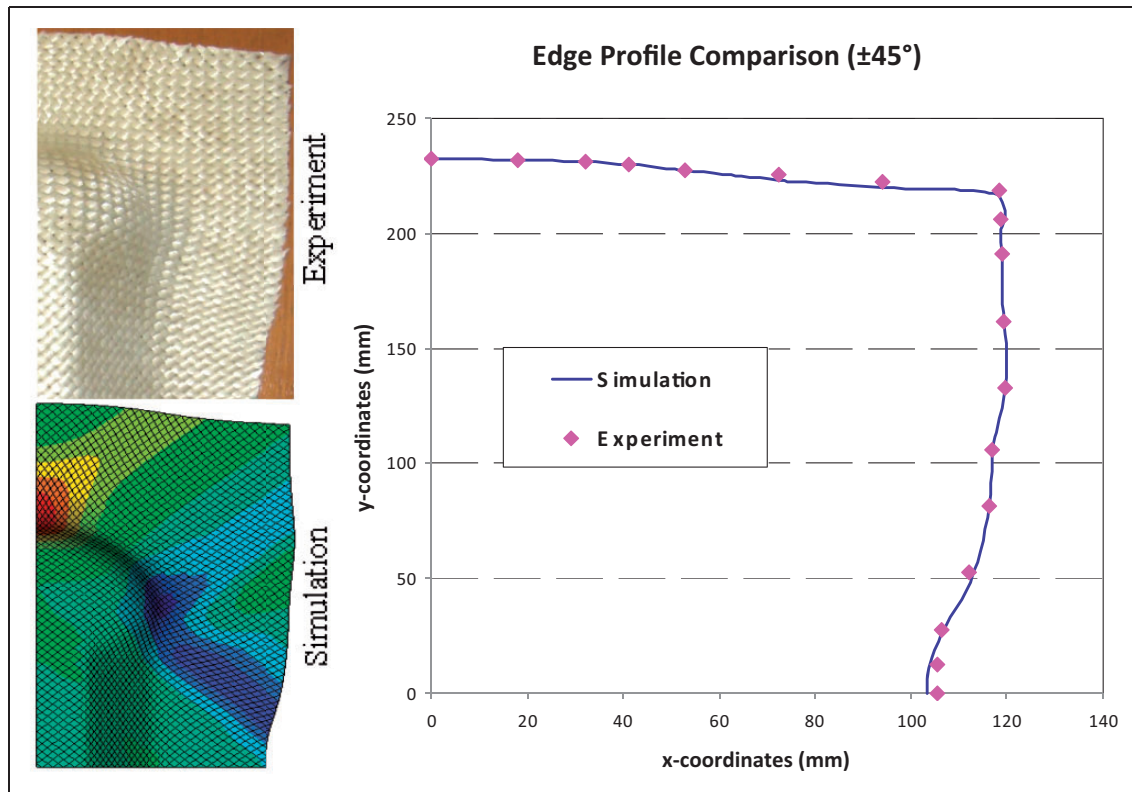 Experiment
Simulation
Edge Profile Comparison (±45°)
250
200
150
100
50
0
y-coordinates (mm)
Simulation
Experiment
0 20 40 60 80 100 120 140
x-coordinates (mm)